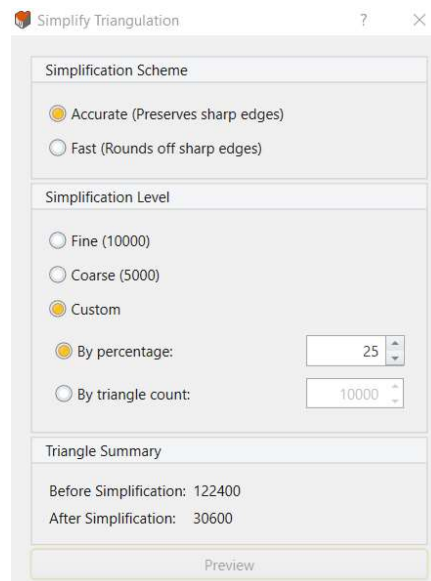 Simplify Triangulation ? ×
Simplification Scheme
Accurate (Preserves sharp edges)
Fast (Rounds off sharp edges)
Simplification Level
Fine (10000)
Coarse (5000)
Custom
By percentage: 25
By triangle count: 10000
Triangle Summary
Before Simplification: 122400
After Simplification: 30600
Preview